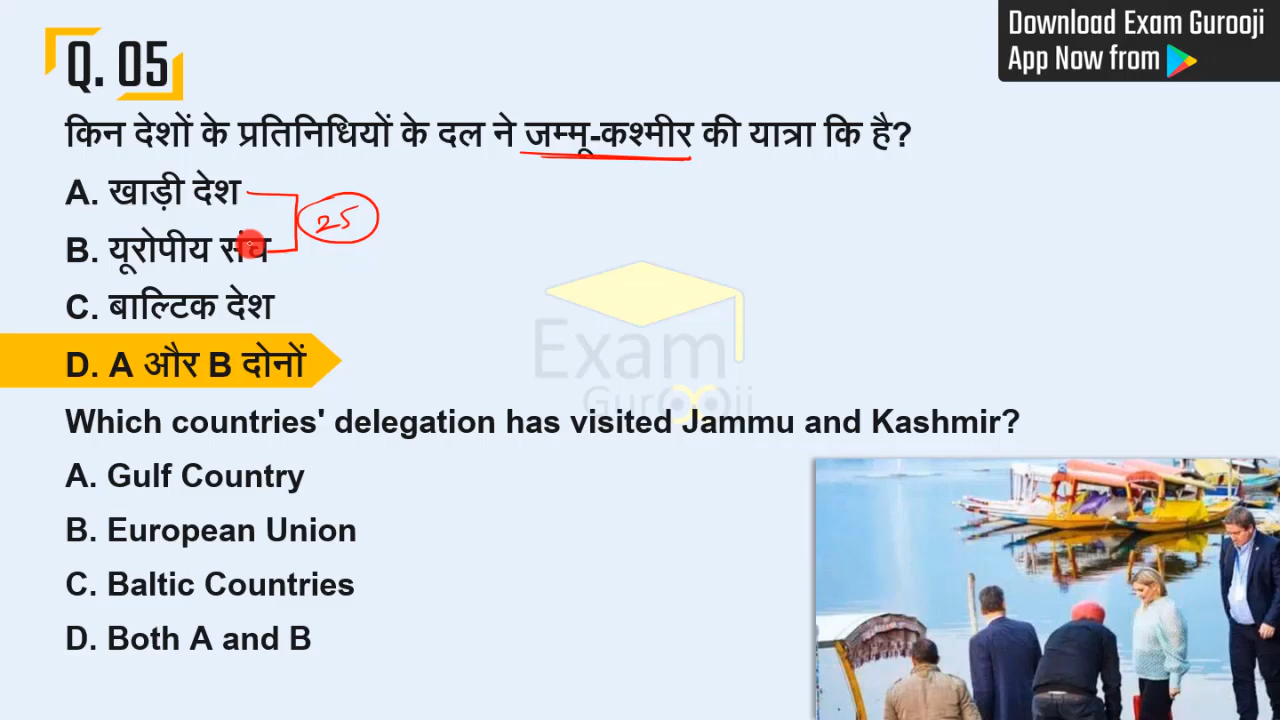 Download Exam Gurooji
App Now from
Q. 05
किन देशों के प्रतिनिधियों के दल ने जम्मू-कश्मीर की यात्रा कि है?
A. खाड़ी देश
25
B. यूरोपीय संघ
C. बाल्टिक देश
D. A और B दोनों
Exam
Gurooji
Which countries' delegation has visited Jammu and Kashmir?
A. Gulf Country
B. European Union
C. Baltic Countries
D. Both A and B